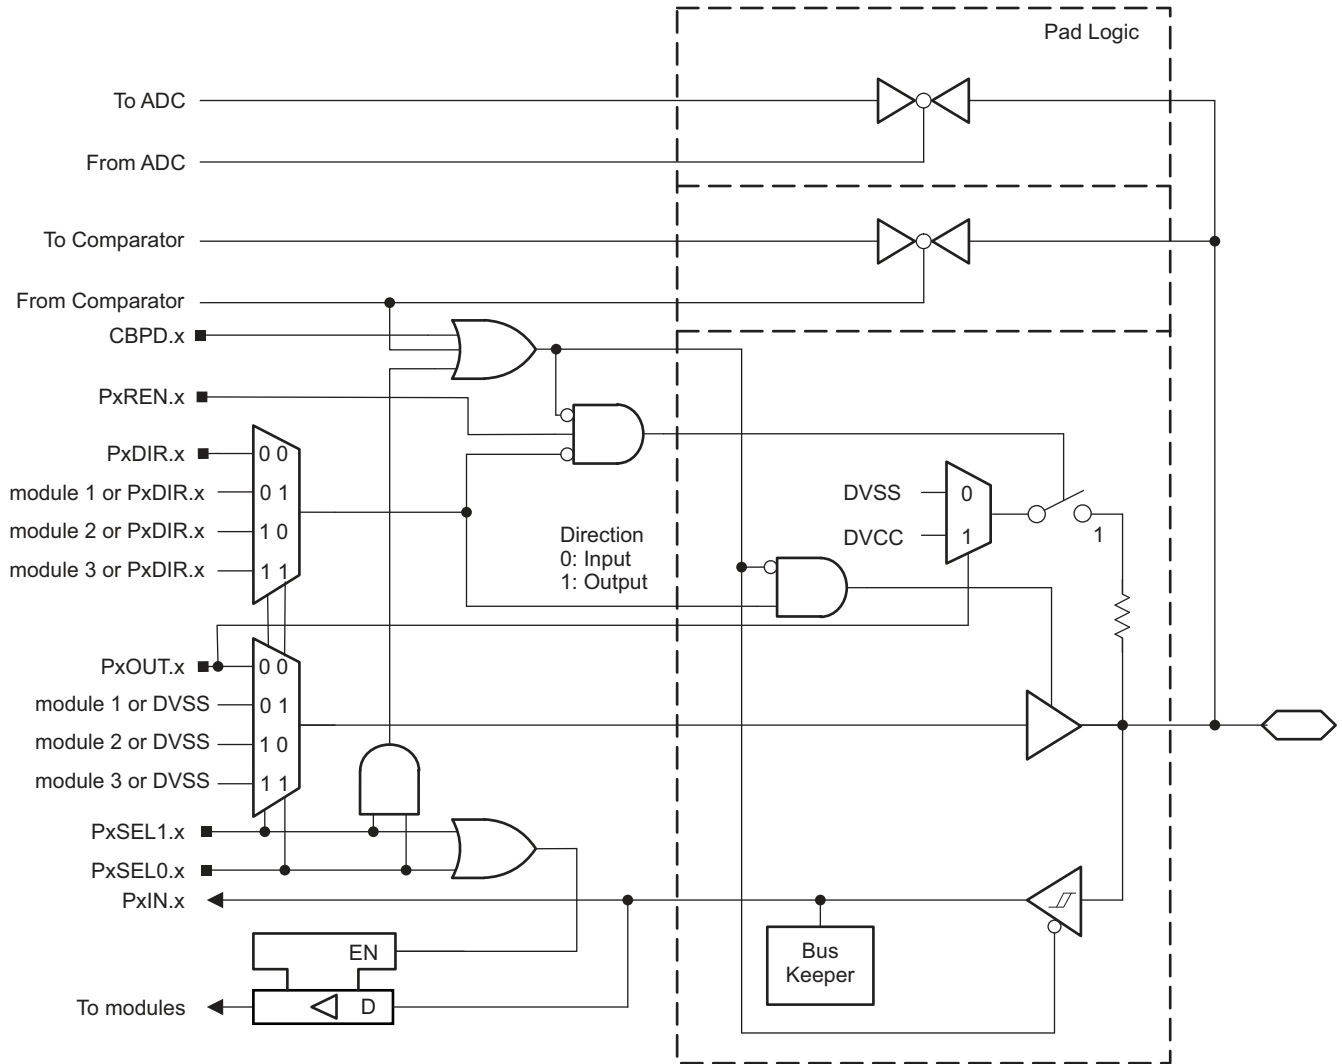 Pad Logic
To ADC
From ADC
To Comparator
From Comparator
CBPD.x
PxREN.x
PxDIR.x
0 0
module 1 or PxDIR.x
0 1
module 2 or PxDIR.x
1 0
module 3 or PxDIR.x
1 1
Direction
0: Input
1: Output
DVSS
0
DVCC
1
1
PxOUT.x
0 0
module 1 or DVSS
0 1
module 2 or DVSS
1 0
module 3 or DVSS
1 1
PxSEL1.x
PxSEL0.x
PxIN.x
EN
D
To modules
Bus
Keeper